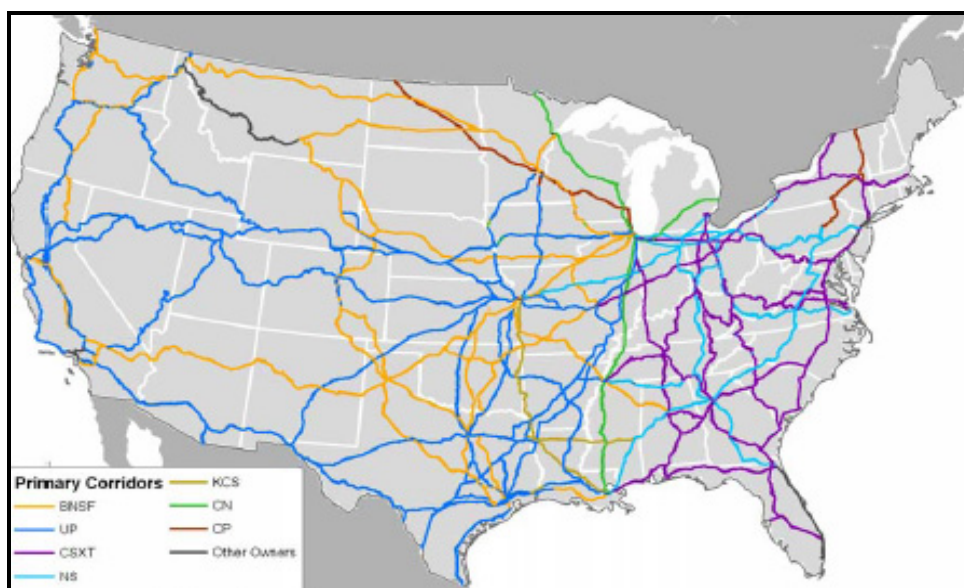 Primary Corridors
BNSF
UP
CSXT
NS
KCS
CN
CP
Other Owners